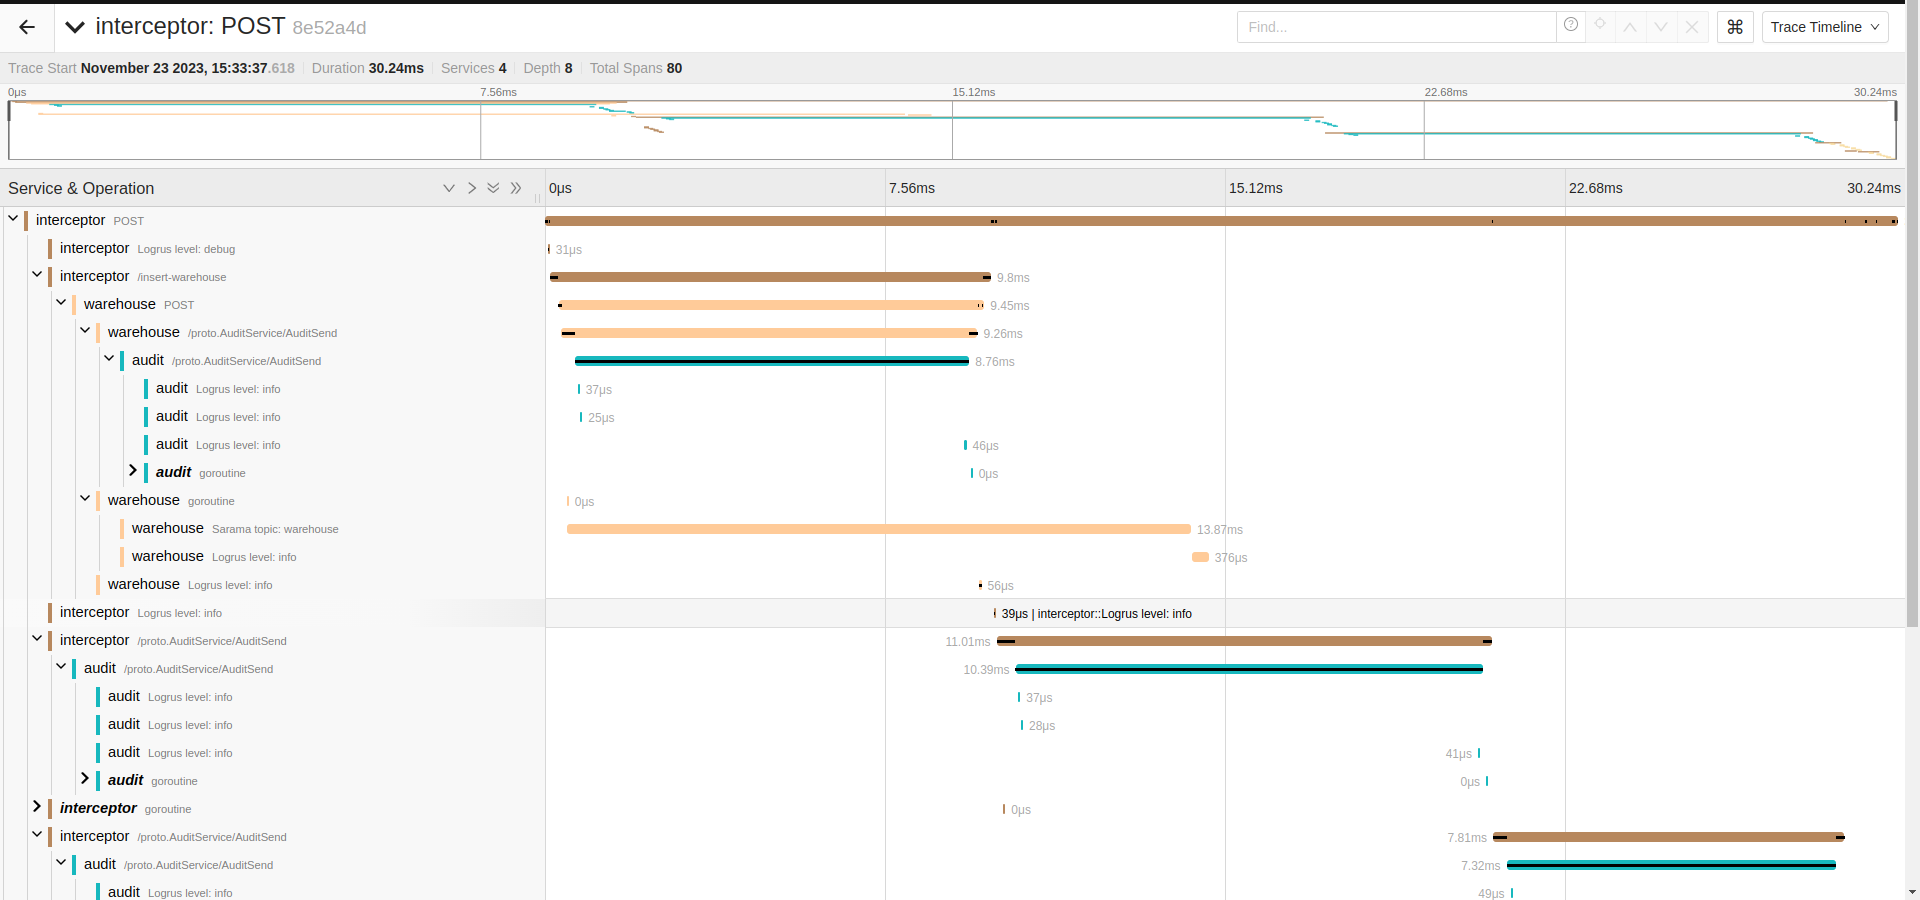 interceptor: POST 8e52a4d
Find...
Trace Timeline
Trace Start November 23 2023, 15:33:37.618 Duration 30.24ms Services 4 Depth 8 Total Spans 80
0μs 7.56ms 15.12ms 22.68ms 30.24ms
Service & Operation 0μs 7.56ms 15.12ms 22.68ms 30.24ms
interceptor POST
interceptor Logrus level: debug 31μs
interceptor /insert-warehouse 9.8ms
warehouse POST 9.45ms
warehouse /proto.AuditService/AuditSend 9.26ms
audit /proto.AuditService/AuditSend 8.76ms
audit Logrus level: info 37μs
audit Logrus level: info 25μs
audit Logrus level: info 46μs
audit goroutine 0μs
warehouse goroutine 0μs
warehouse Sarama topic: warehouse 13.87ms
warehouse Logrus level: info 376μs
warehouse Logrus level: info 56μs
interceptor Logrus level: info 39μs | interceptor::Logrus level: info
interceptor /proto.AuditService/AuditSend 11.01ms
audit /proto.AuditService/AuditSend 10.39ms
audit Logrus level: info 37μs
audit Logrus level: info 28μs
audit Logrus level: info 41μs
audit goroutine 0μs
interceptor goroutine 0μs
interceptor /proto.AuditService/AuditSend 7.81ms
audit /proto.AuditService/AuditSend 7.32ms
audit Logrus level: info 49μs